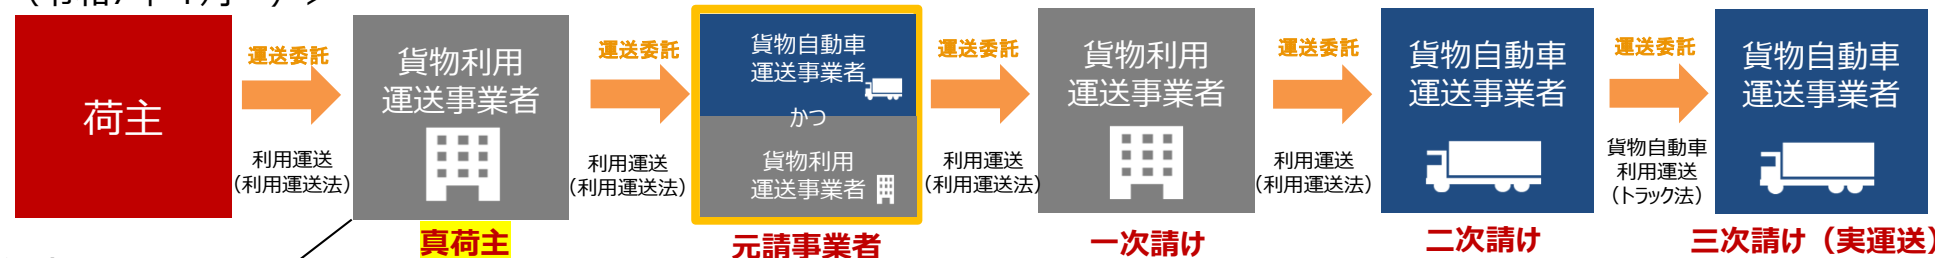 荷主
運送委託
利用運送
(利用運送法)
貨物利用
運送事業者
真荷主
運送委託
利用運送
(利用運送法)
貨物自動車
運送事業者
かつ
貨物利用
運送事業者
元請事業者
運送委託
利用運送
(利用運送法)
貨物利用
運送事業者
一次請け
運送委託
利用運送
(利用運送法)
貨物自動車
運送事業者
二次請け
運送委託
貨物自動車
利用運送
(トラック法)
貨物自動車
運送事業者
三次請け（実運送）